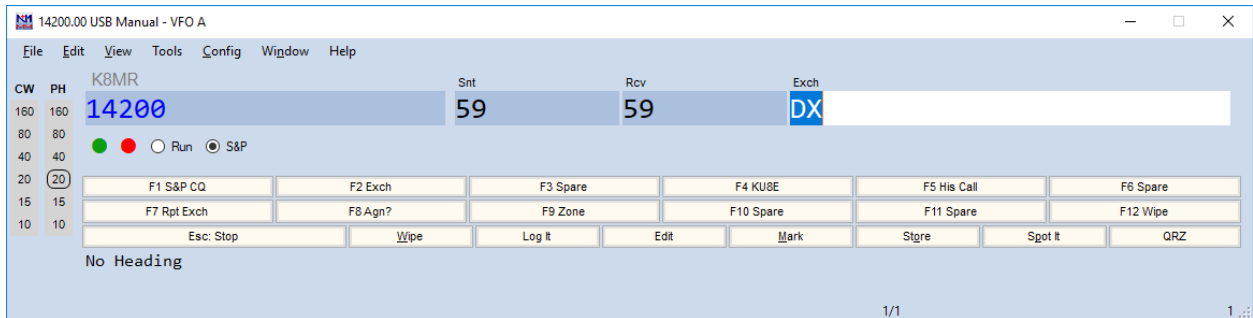 14200.00 USB Manual - VFO A
File Edit View Tools Config Window Help
CW PH K8MR Snt Rcv Exch
160 160 14200 59 59 DX
80 80
40 40 Run S&P
20 20 F1 S&P CQ F2 Exch F3 Spare F4 KU8E F5 His Call F6 Spare
15 15 F7 Rpt Exch F8 Agn? F9 Zone F10 Spare F11 Spare F12 Wipe
10 10 Esc: Stop Wipe Log It Edit Mark Store Spot It QRZ
No Heading
1/1 1